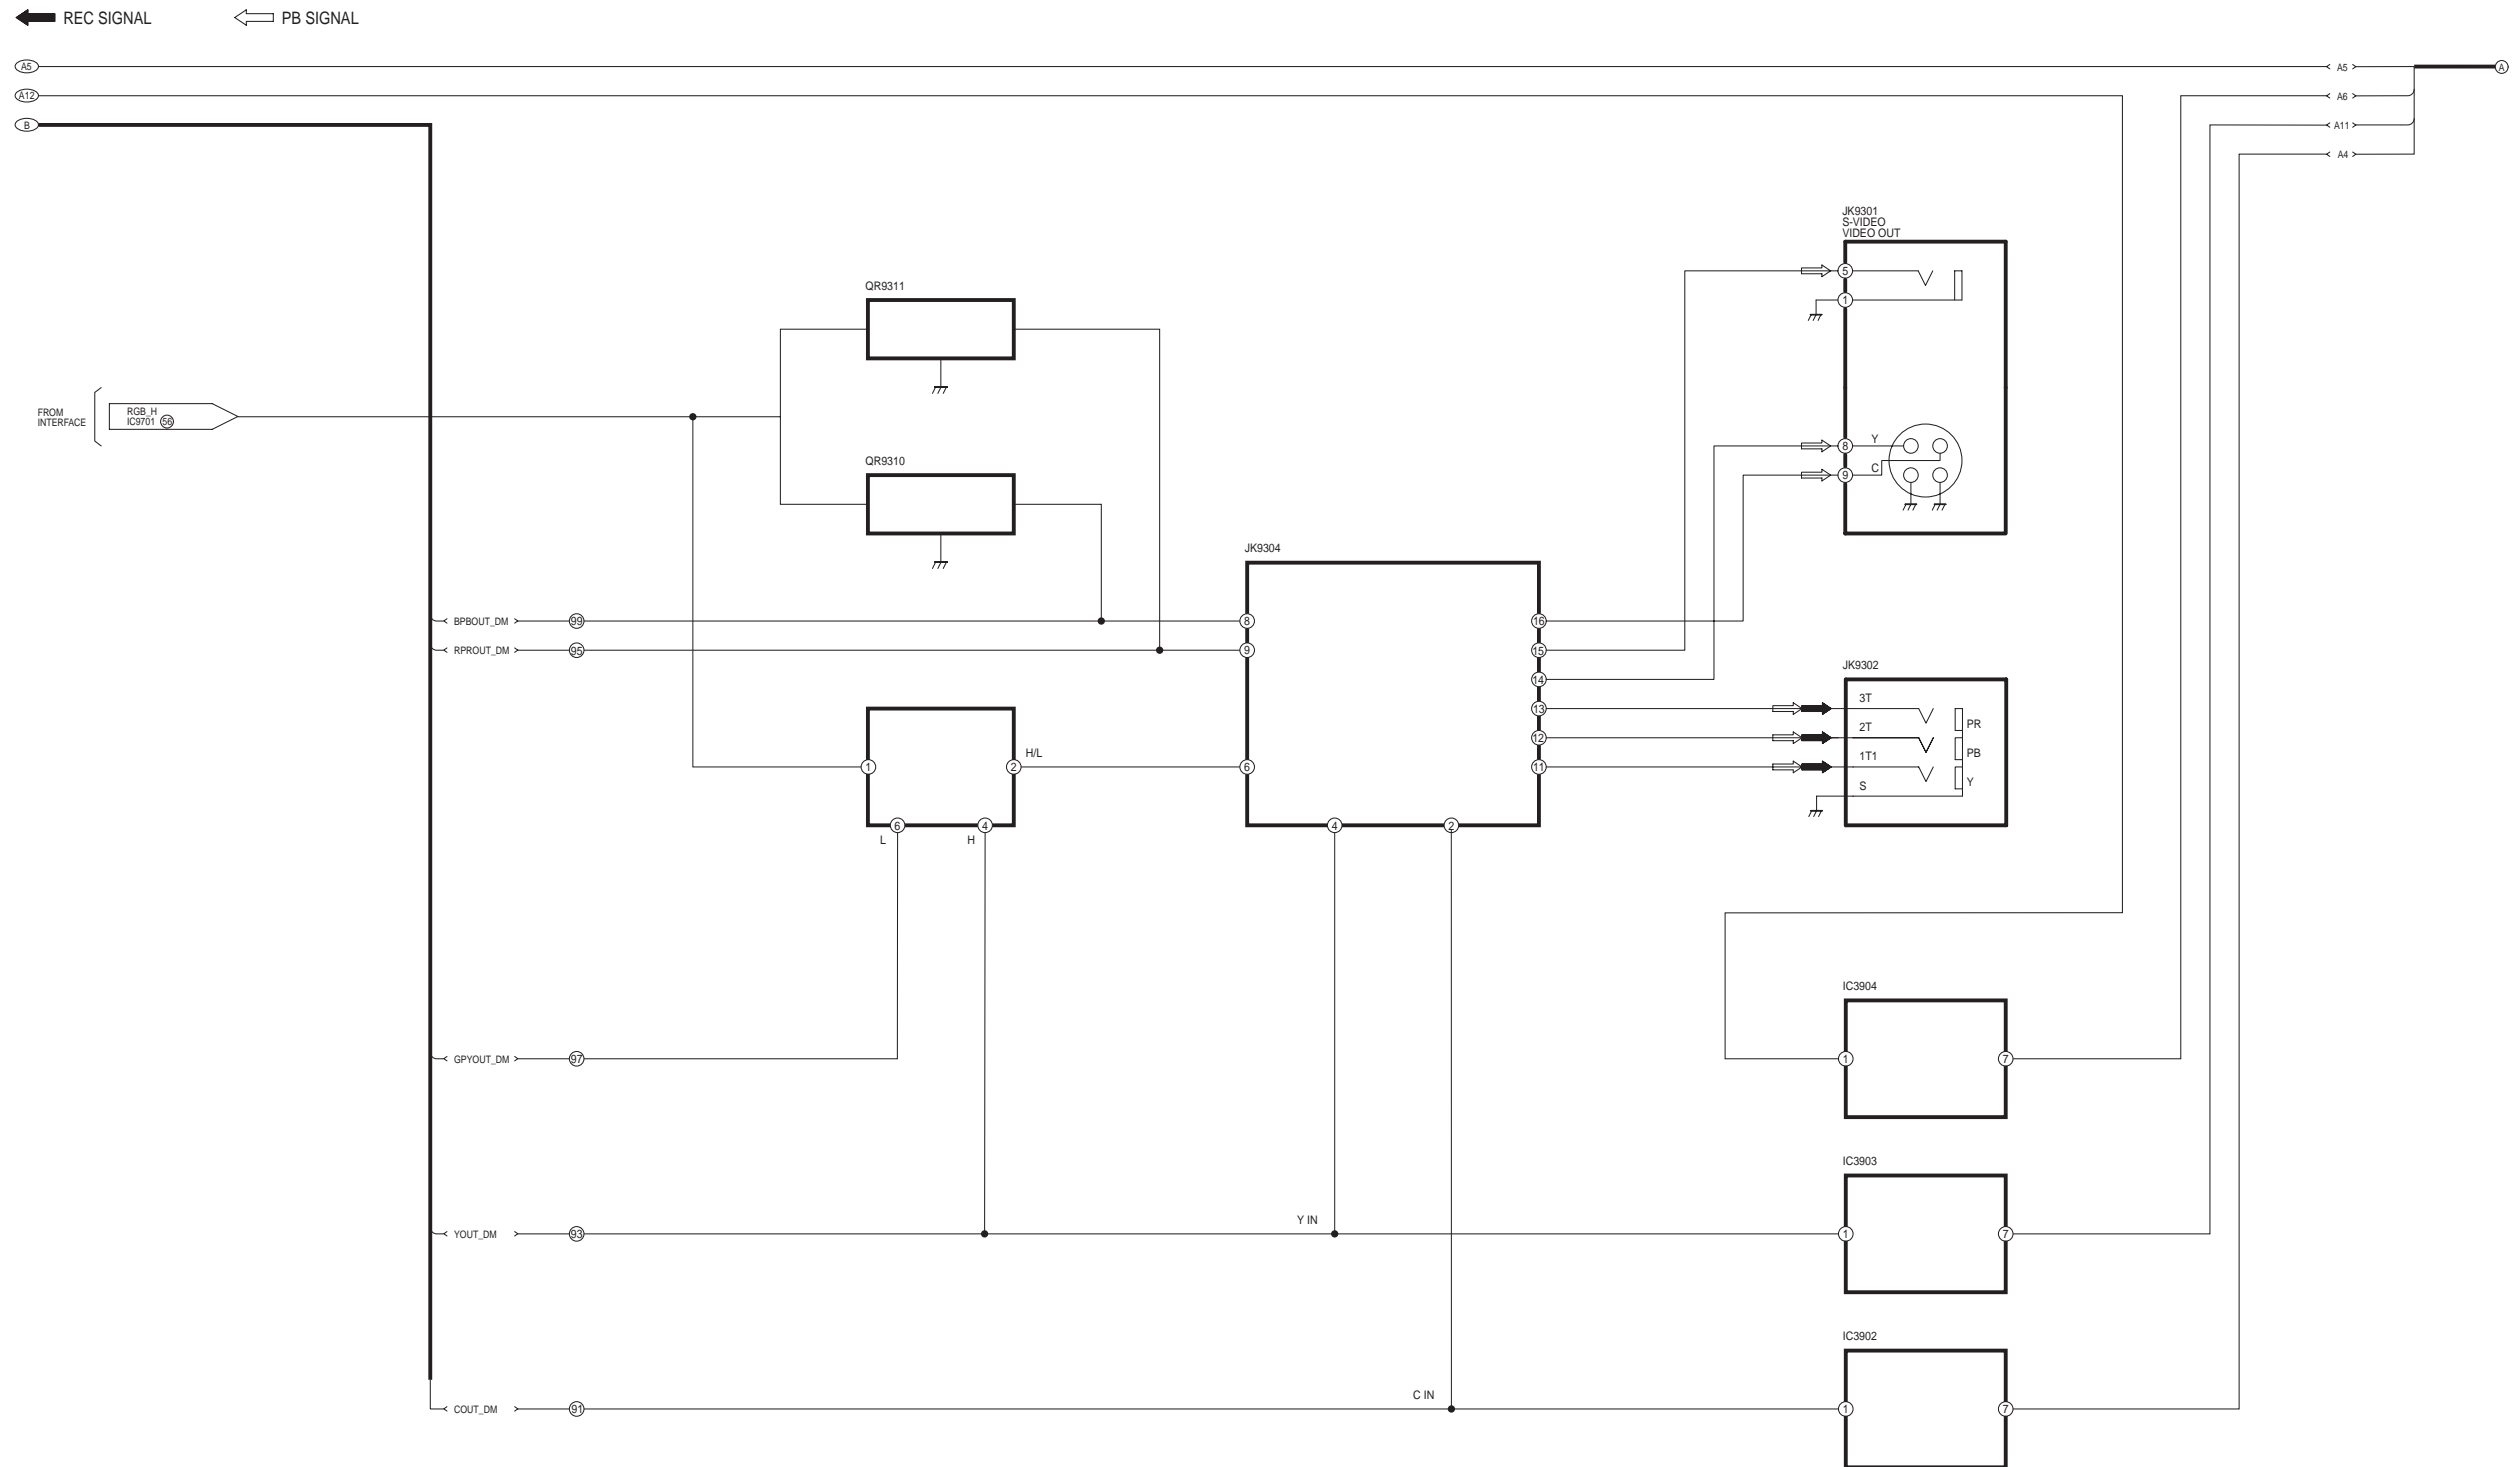 REC SIGNAL
PB SIGNAL
A5
A5
A
A12
A6
B
A11
A4
JK9301
S-VIDEO
VIDEO OUT
5
1
QR9311
FROM
INTERFACE
RGB_H
IC9701 56
8 Y
9 C
QR9310
JK9304
BPBOUT_DM 99
8
16
RPROUT_DM 95
9
15
14
JK9302
13
3T
PR
12
2T
PB
1 2 H/L
6
11
1T1
Y
S
6 4
L H
4 2
IC3904
GPYOUT_DM 97
1 7
IC3903
YOUT_DM 93
Y IN
1 7
IC3902
COUT_DM 91
C IN
1 7